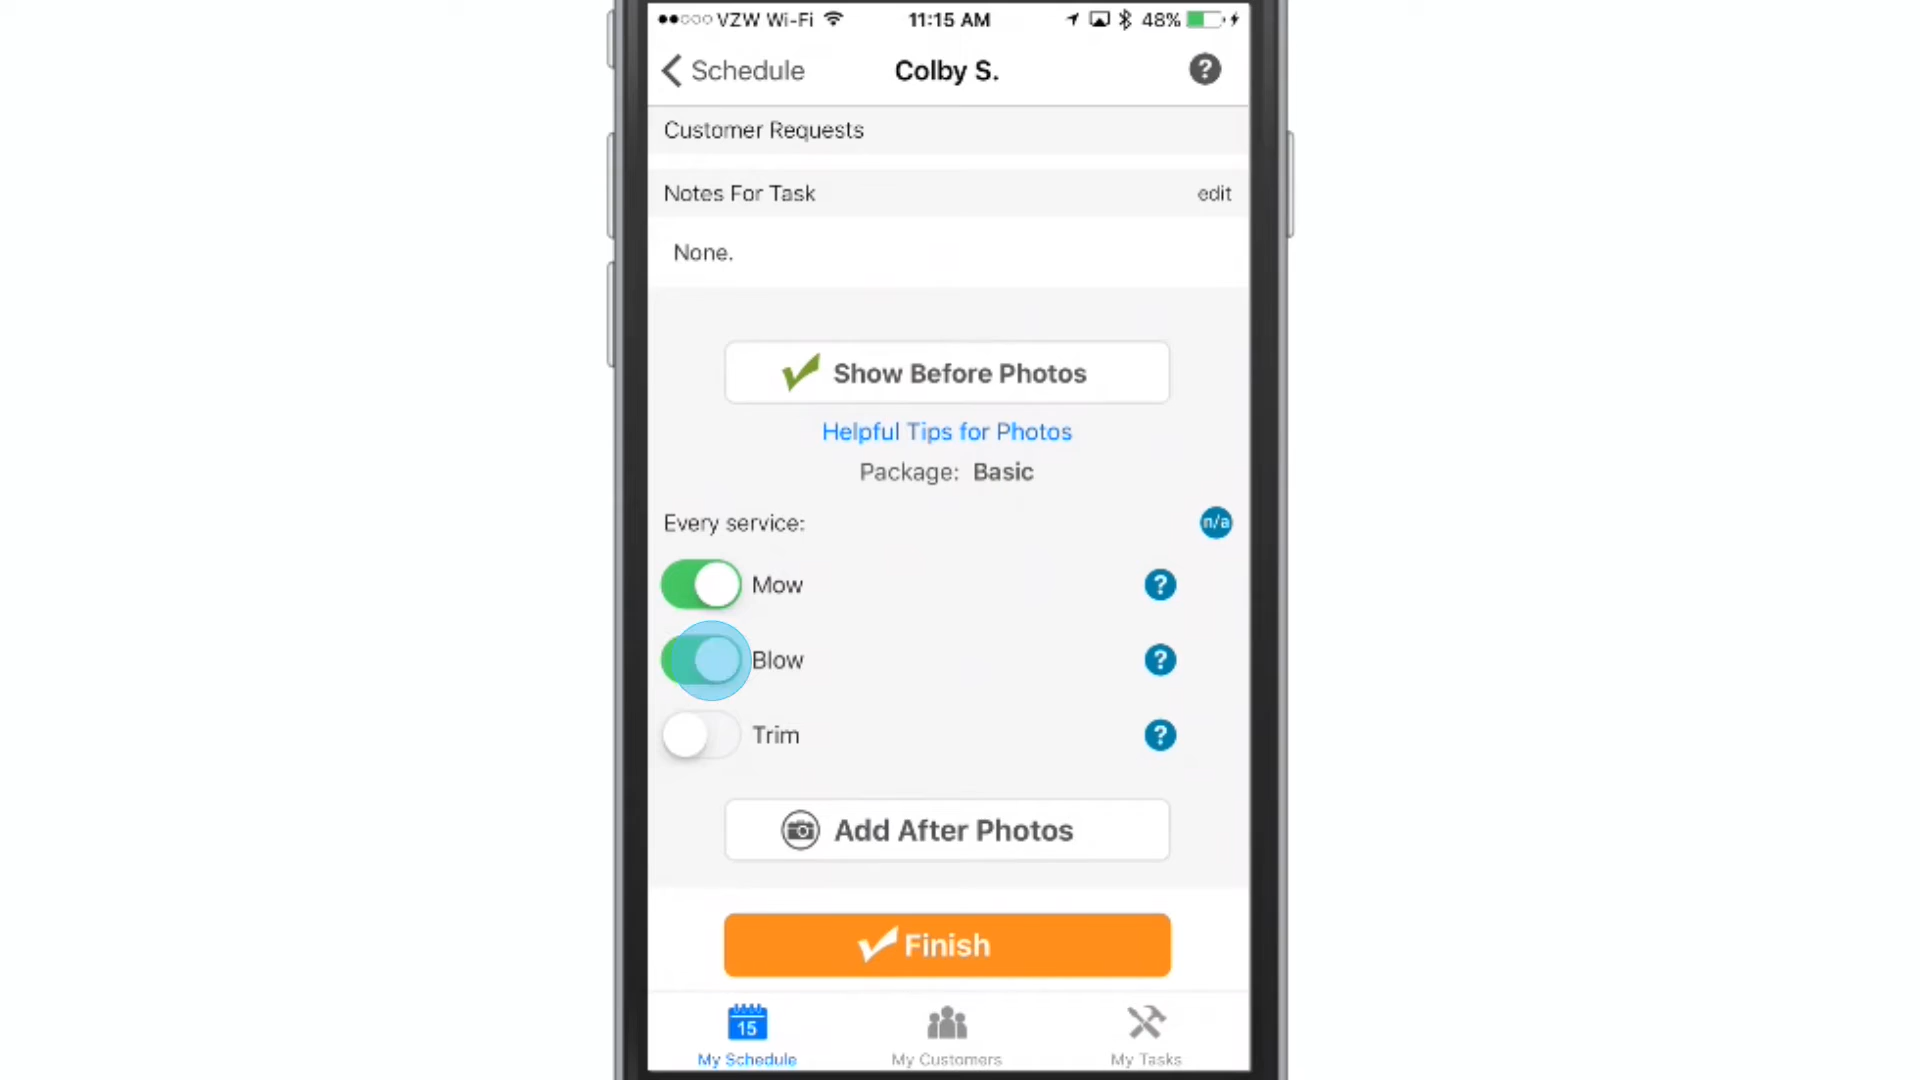 VZW Wi-Fi 11:15 AM 48%
Schedule Colby S. ?
Customer Requests
Notes For Task edit
None.
Show Before Photos
Helpful Tips for Photos
Package: Basic
Every service: n/a
Mow ?
Blow ?
Trim ?
Add After Photos
Finish
15
My Schedule My Customers My Tasks